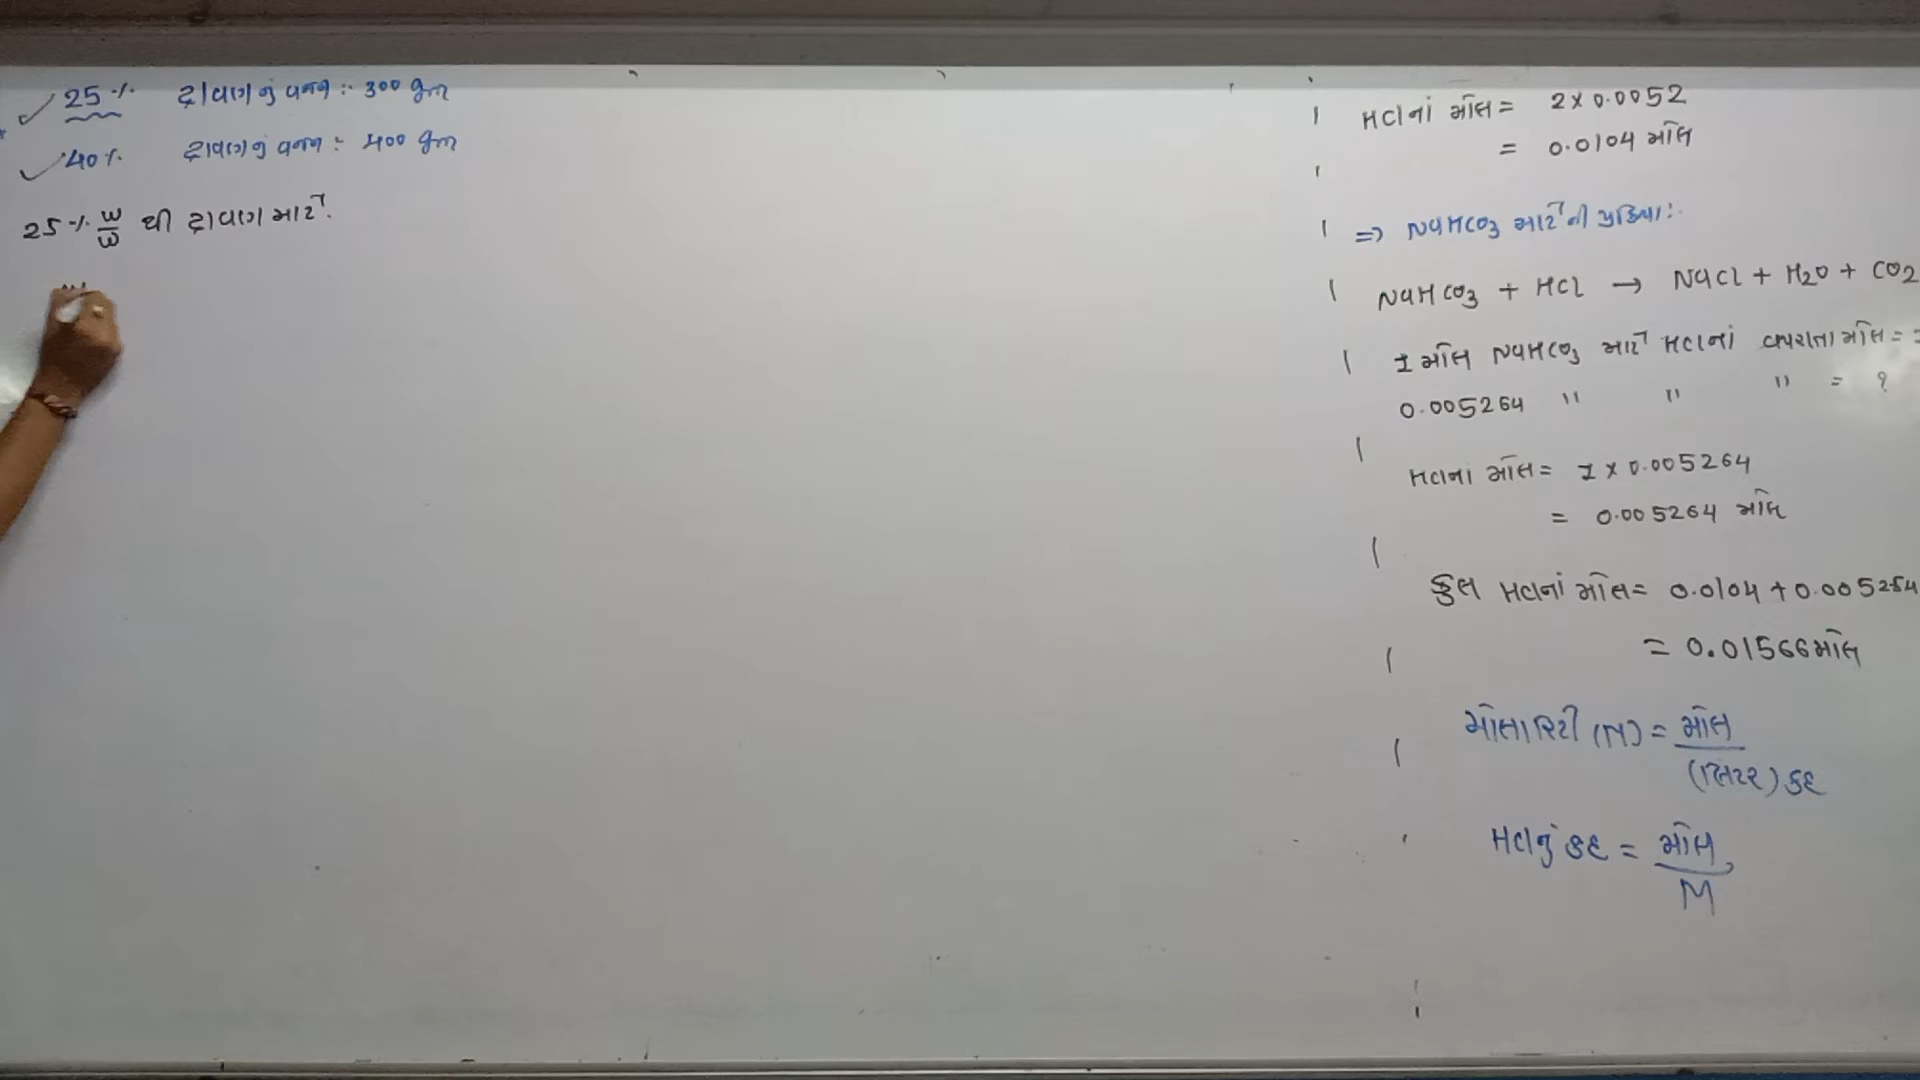 25 % દ્રાવણનું વજન :- 300 gm
40 % દ્રાવણનું વજન :- 400 gm
25 % w/w થી દ્રાવણ માટે.
HClનાં મોલ = 2 × 0.0052
= 0.0104 મોલ
⇒ NaHCO3 માટેની પ્રક્રિયા :-
NaHCO3 + HCl → NaCl + H2O + CO2
1 મોલ NaHCO3 માટે HClનાં વપરાતા મોલ =
0.005264 " " " = ?
HClના મોલ = 1 × 0.005264
= 0.005264 મોલ
કુલ HClનાં મોલ = 0.0104 + 0.005264
= 0.01566 મોલ
મોલારિટી (M) = મોલ / (લિટર) કદ
HClનું કદ = મોલ / M